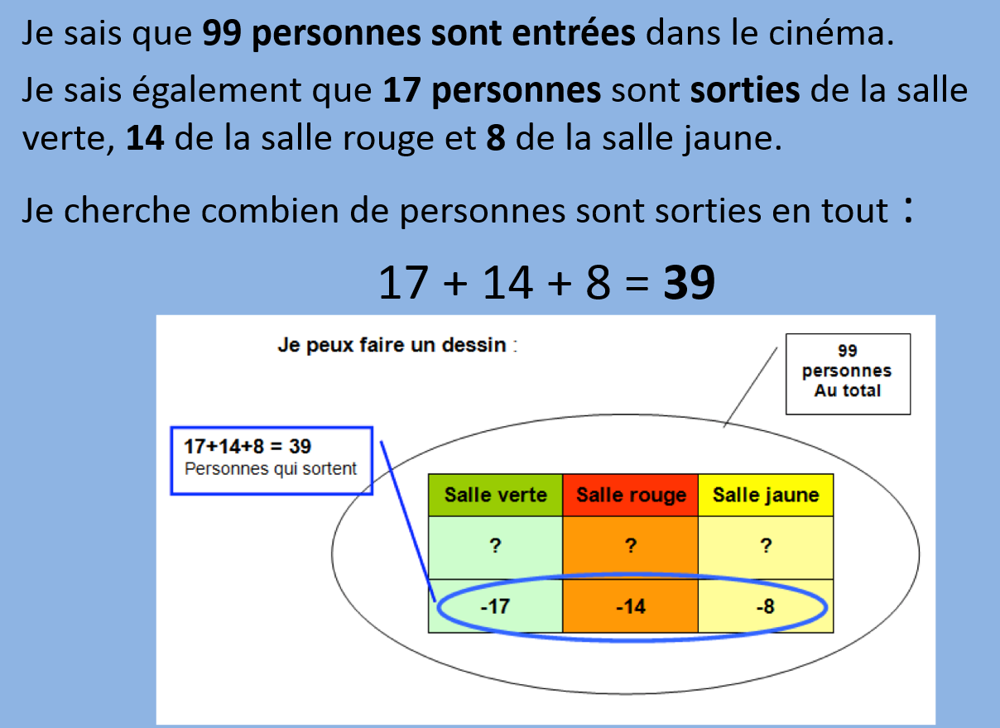 Je sais que 99 personnes sont entrées dans le cinéma.
Je sais également que 17 personnes sont sorties de la salle
verte, 14 de la salle rouge et 8 de la salle jaune.
Je cherche combien de personnes sont sorties en tout :
17 + 14 + 8 = 39
Je peux faire un dessin :
99
personnes
Au total
17+14+8 = 39
Personnes qui sortent
Salle verte Salle rouge Salle jaune
? ? ?
-17 -14 -8